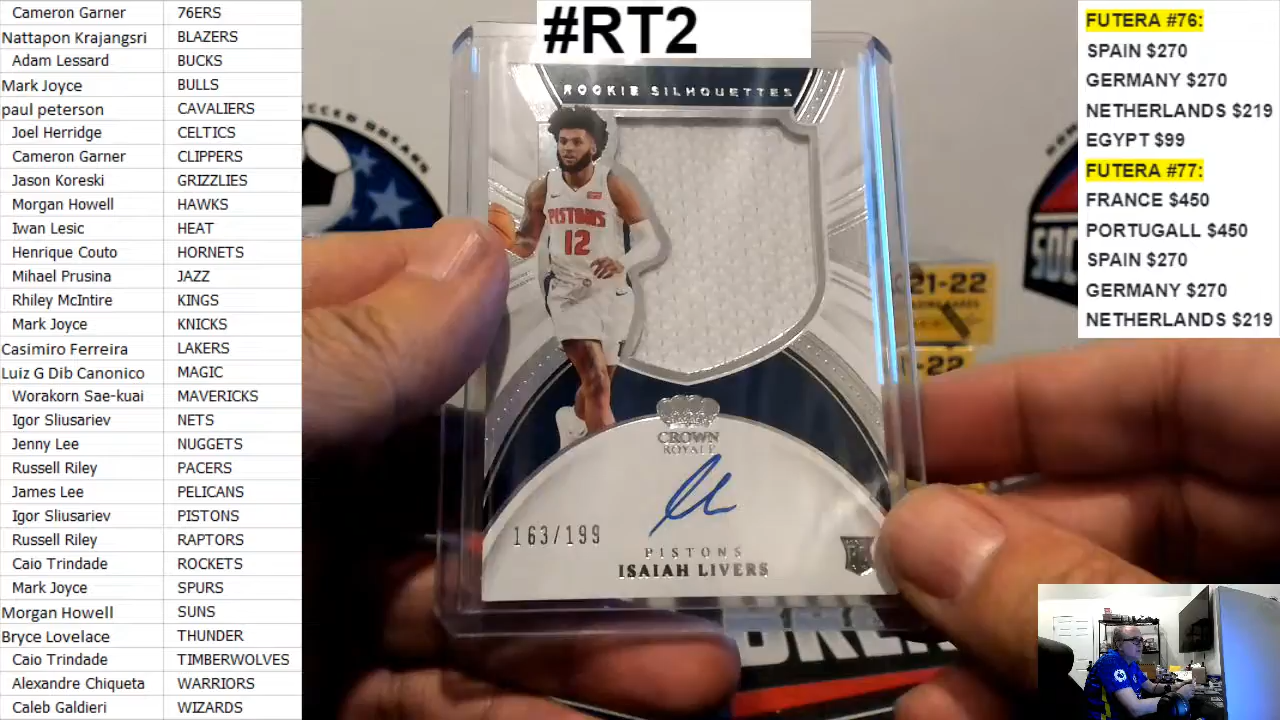 Cameron Garner 76ERS
Nattapon Krajangsri BLAZERS
Adam Lessard BUCKS
Mark Joyce BULLS
paul peterson CAVALIERS
Joel Herridge CELTICS
Cameron Garner CLIPPERS
Jason Koreski GRIZZLIES
Morgan Howell HAWKS
Iwan Lesic HEAT
Henrique Couto HORNETS
Mihael Prusina JAZZ
Rhiley McIntire KINGS
Mark Joyce KNICKS
Casimiro Ferreira LAKERS
Luiz G Dib Canonico MAGIC
Worakorn Sae-kuai MAVERICKS
Igor Sliusariev NETS
Jenny Lee NUGGETS
Russell Riley PACERS
James Lee PELICANS
Igor Sliusariev PISTONS
Russell Riley RAPTORS
Caio Trindade ROCKETS
Mark Joyce SPURS
Morgan Howell SUNS
Bryce Lovelace THUNDER
Caio Trindade TIMBERWOLVES
Alexandre Chiqueta WARRIORS
Caleb Galdieri WIZARDS
#RT2
ROOKIE SILHOUETTES
PISTONS
12
CROWN
ROYALE
163/199
PISTONS
ISAIAH LIVERS
RC
21-22
-22
SOC
FUTERA #76:
SPAIN $270
GERMANY $270
NETHERLANDS $219
EGYPT $99
FUTERA #77:
FRANCE $450
PORTUGALL $450
SPAIN $270
GERMANY $270
NETHERLANDS $219